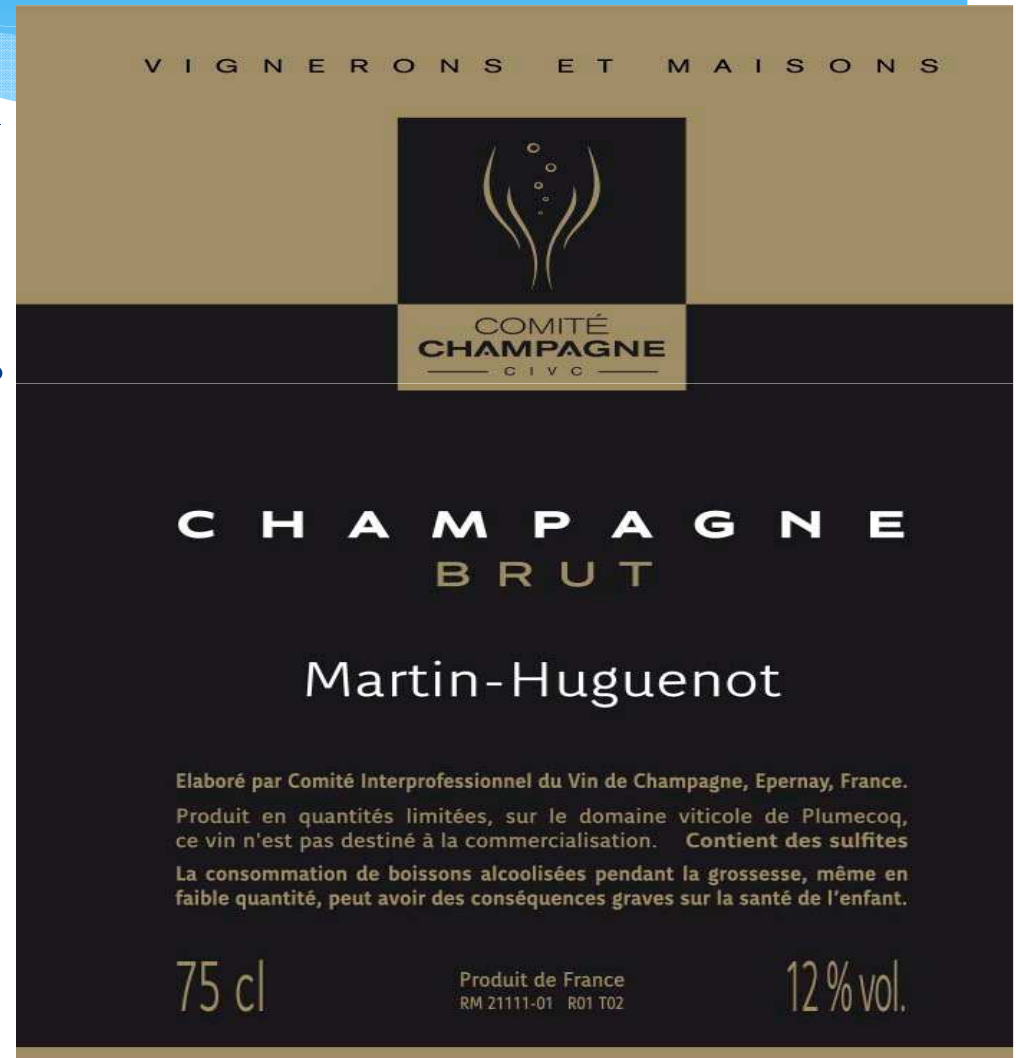 VIGNERONS ET MAISONS
COMITÉ
CHAMPAGNE
CIVC
CHAMPAGNE
BRUT
Martin-Huguenot
Elaboré par Comité Interprofessionnel du Vin de Champagne, Epernay, France.
Produit en quantités limitées, sur le domaine viticole de Plumecoq,
ce vin n'est pas destiné à la commercialisation. Contient des sulfites
La consommation de boissons alcoolisées pendant la grossesse, même en
faible quantité, peut avoir des conséquences graves sur la santé de l'enfant.
75 cl
Produit de France
RM 21111-01 R01 T02
12 % vol.